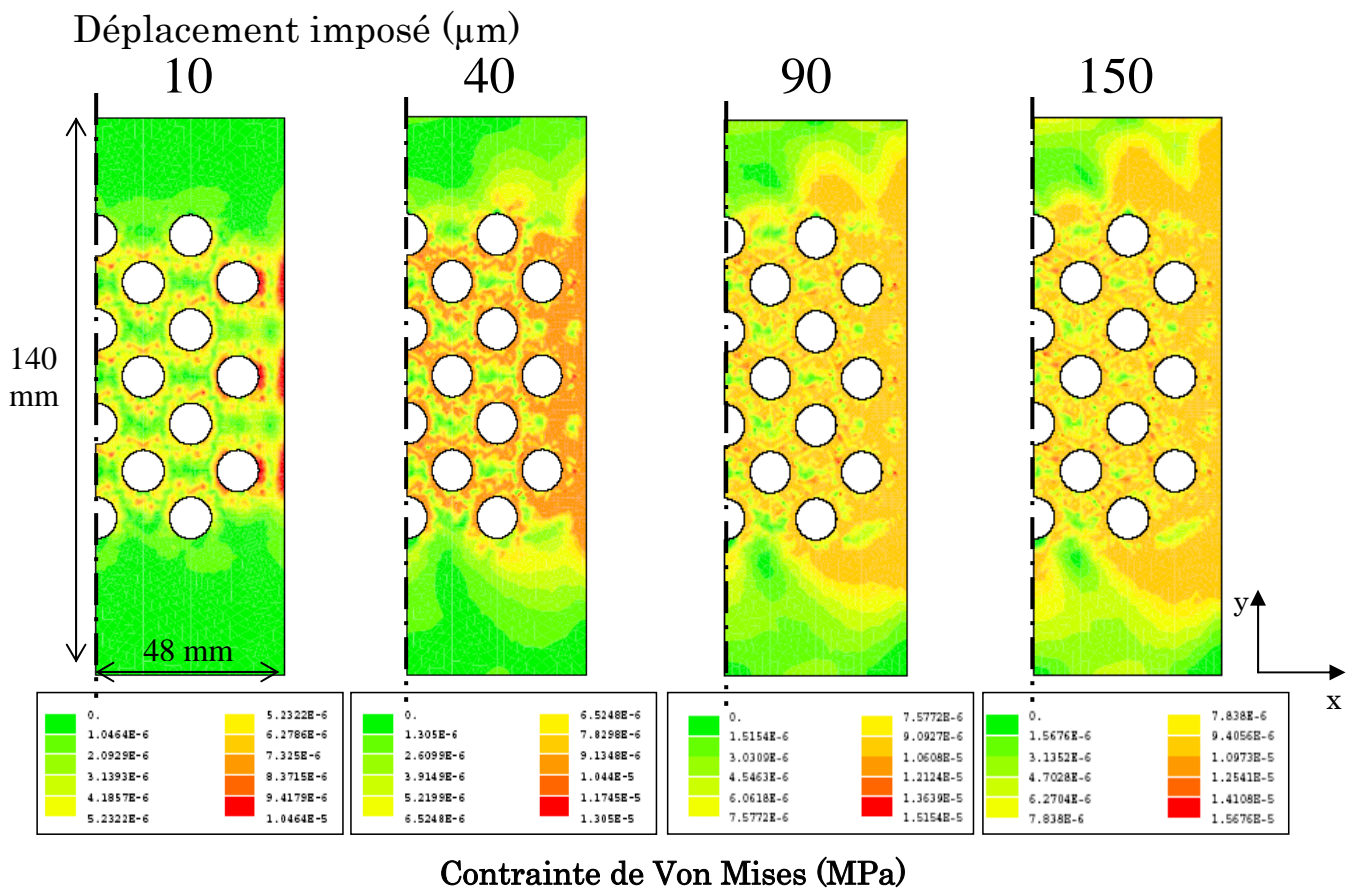 Déplacement imposé (µm)
10 40 90 150
140
mm
48 mm
y
x
0. 5.2322E-6
1.0464E-6 6.2786E-6
2.0929E-6 7.325E-6
3.1393E-6 8.3715E-6
4.1857E-6 9.4179E-6
5.2322E-6 1.0464E-5
0. 6.5248E-6
1.305E-6 7.8298E-6
2.6099E-6 9.1348E-6
3.9149E-6 1.044E-5
5.2199E-6 1.1745E-5
6.5248E-6 1.305E-5
0. 7.5772E-6
1.5154E-6 9.0927E-6
3.0309E-6 1.0608E-5
4.5463E-6 1.2124E-5
6.0618E-6 1.3639E-5
7.5772E-6 1.5154E-5
0. 7.838E-6
1.5676E-6 9.4056E-6
3.1352E-6 1.0973E-5
4.7028E-6 1.2541E-5
6.2704E-6 1.4108E-5
7.838E-6 1.5676E-5
Contrainte de Von Mises (MPa)